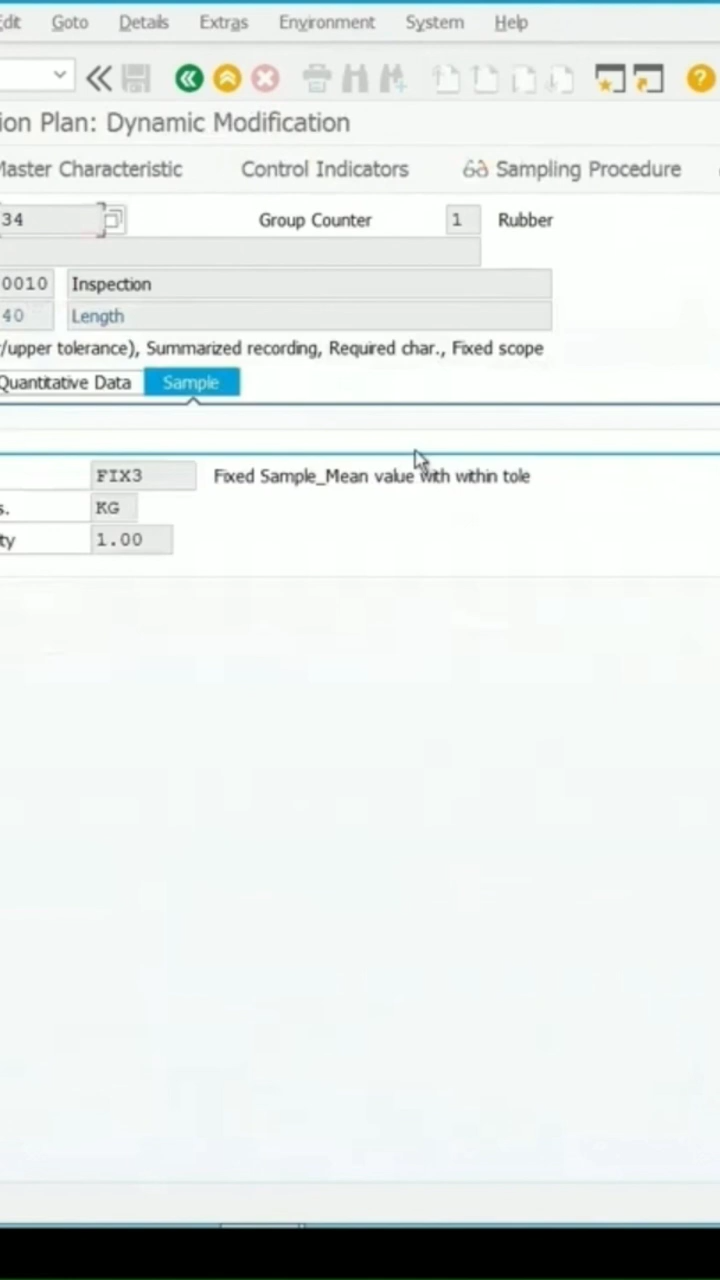 dit Goto Details Extras Environment System Help
ion Plan: Dynamic Modification
Master Characteristic Control Indicators Sampling Procedure
34 Group Counter 1 Rubber
0010 Inspection
40 Length
/upper tolerance), Summarized recording, Required char., Fixed scope
Quantitative Data Sample
FIX3 Fixed Sample_Mean value with within tole
s. KG
ty 1.00